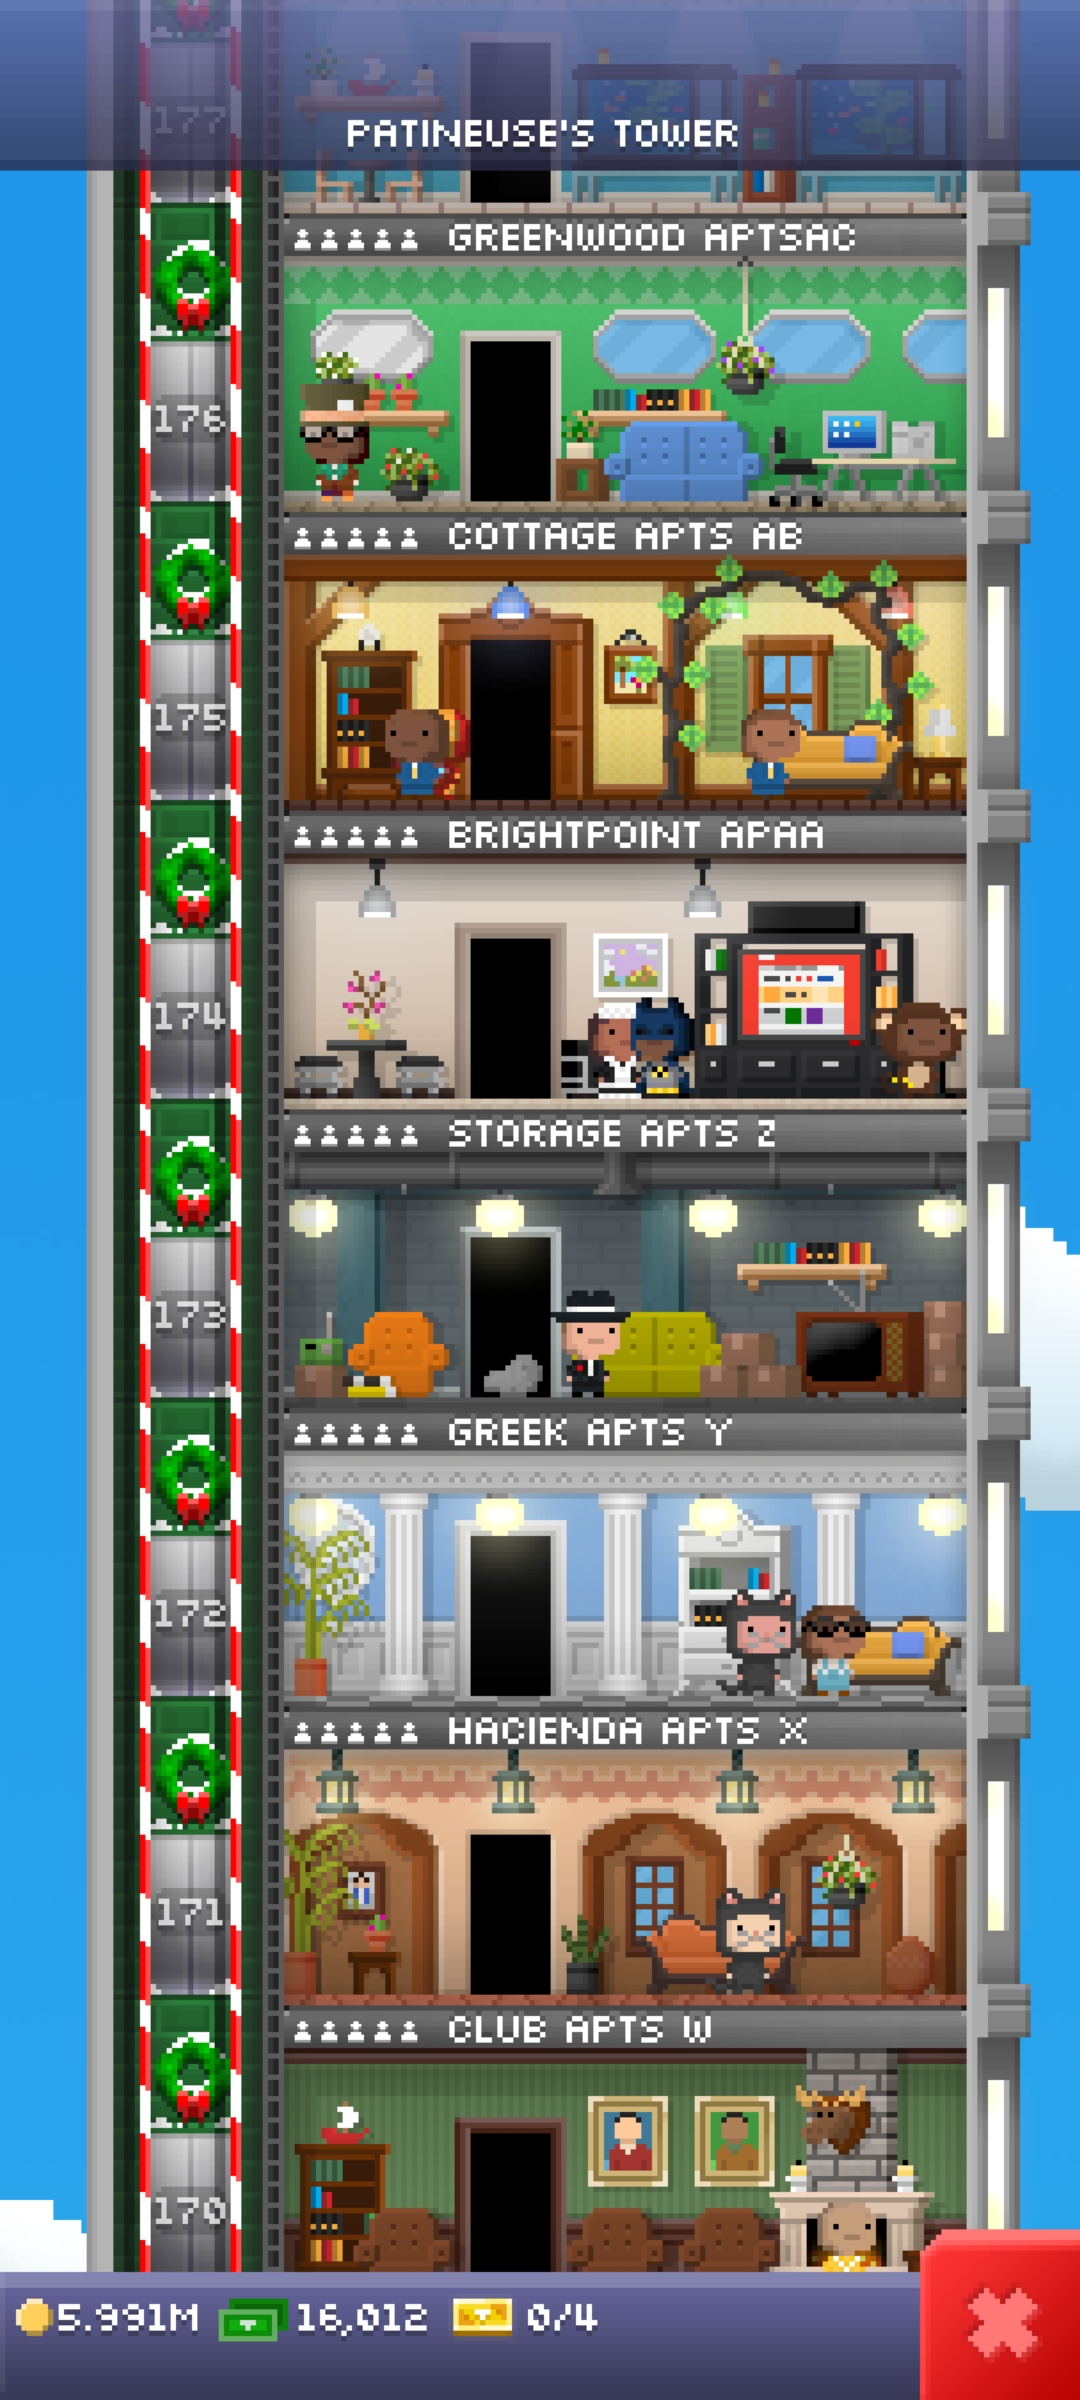 177
PATINEUSE'S TOWER
GREENWOOD APTSAC
176
COTTAGE APTS AB
175
BRIGHTPOINT APAA
174
STORAGE APTS Z
173
GREEK APTS Y
172
HACIENDA APTS X
171
CLUB APTS W
170
5.991M 16,012 0/4